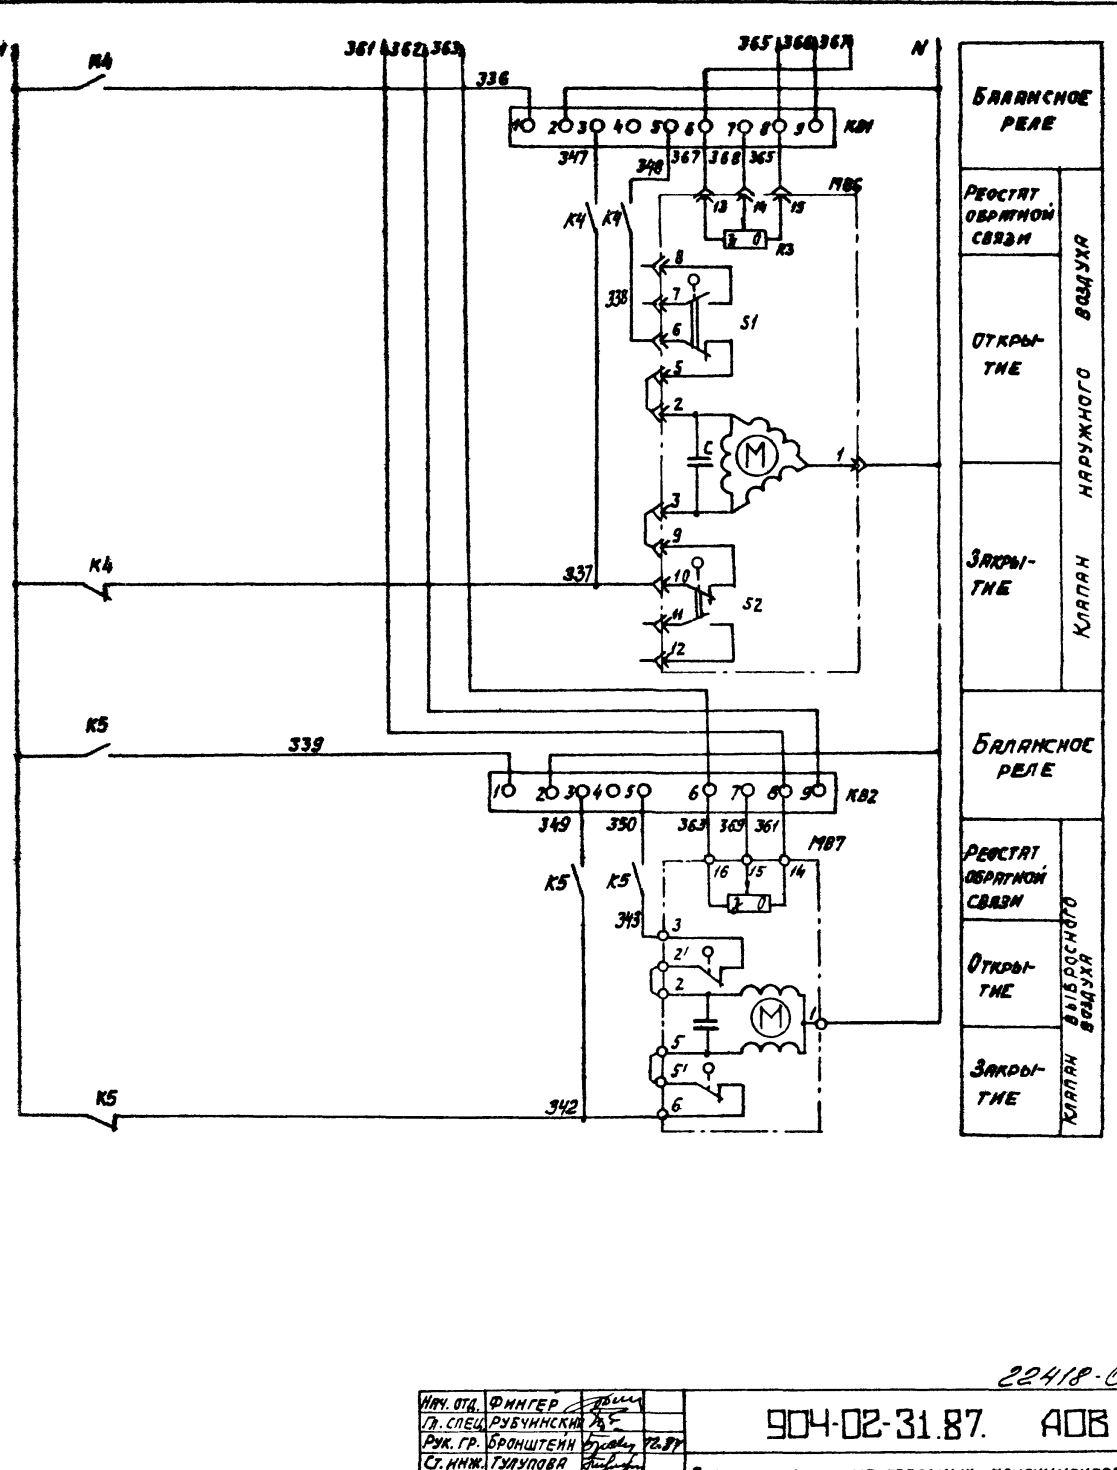 361 362 363
365 366 367
N
К4
336
1 2 3 4 5 6 7 8 9
КВ1
347
348
367 368 365
МВ6
К4 К4
13 14 15
З О
К3
8
338
7
S1
6
5
2
С
М
1
3
9
К4
337
10
S2
11
12
К5
339
1 2 3 4 5 6 7 8 9
КВ2
349 350 363 369 361
МВ7
16 15 14
К5 К5
З О
343
3
2'
2
М
1
5
5'
К5
342
6
Балансное
реле
Реостат
обратной
связи
Откры-
тие
Закры-
тие
Клапан наружного воздуха
Балансное
реле
Реостат
обратной
связи
Откры-
тие
Закры-
тие
Клапан выбросного
воздуха
22418-
Нач. отд. Фингер
Гл. спец. Рубчинский
Рук. гр. Бронштейн 12.87
Ст. инж. Тулупова
904-02-31.87. АОВ